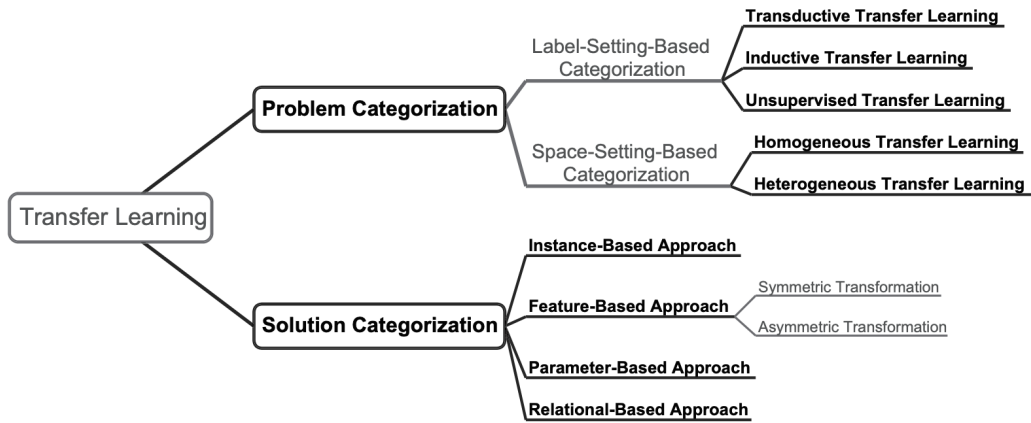 Transfer Learning
Problem Categorization
Label-Setting-Based
Categorization
Transductive Transfer Learning
Inductive Transfer Learning
Unsupervised Transfer Learning
Space-Setting-Based
Categorization
Homogeneous Transfer Learning
Heterogeneous Transfer Learning
Solution Categorization
Instance-Based Approach
Feature-Based Approach
Symmetric Transformation
Asymmetric Transformation
Parameter-Based Approach
Relational-Based Approach